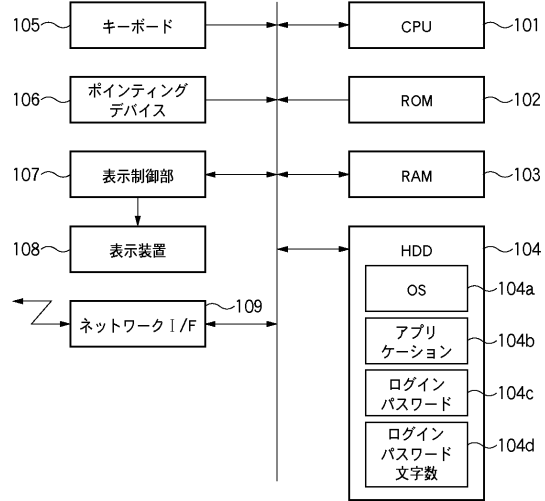 105
キーボード
CPU
101
106
ポインティング
デバイス
ROM
102
107
表示制御部
RAM
103
108
表示装置
HDD
104
OS
104a
109
ネットワークI/F
アプリ
ケーション
104b
ログイン
パスワード
104c
ログイン
パスワード
文字数
104d